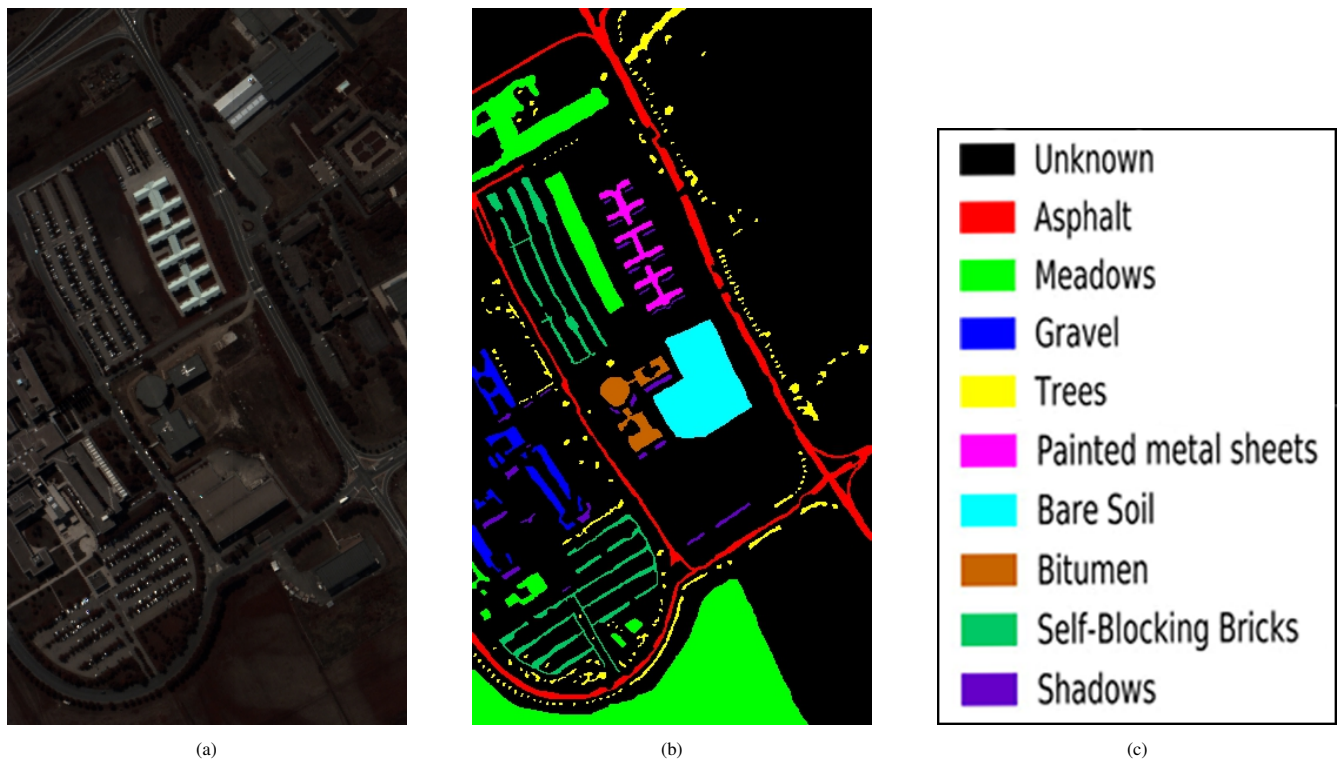 Unknown
Asphalt
Meadows
Gravel
Trees
Painted metal sheets
Bare Soil
Bitumen
Self-Blocking Bricks
Shadows
(a)
(b)
(c)